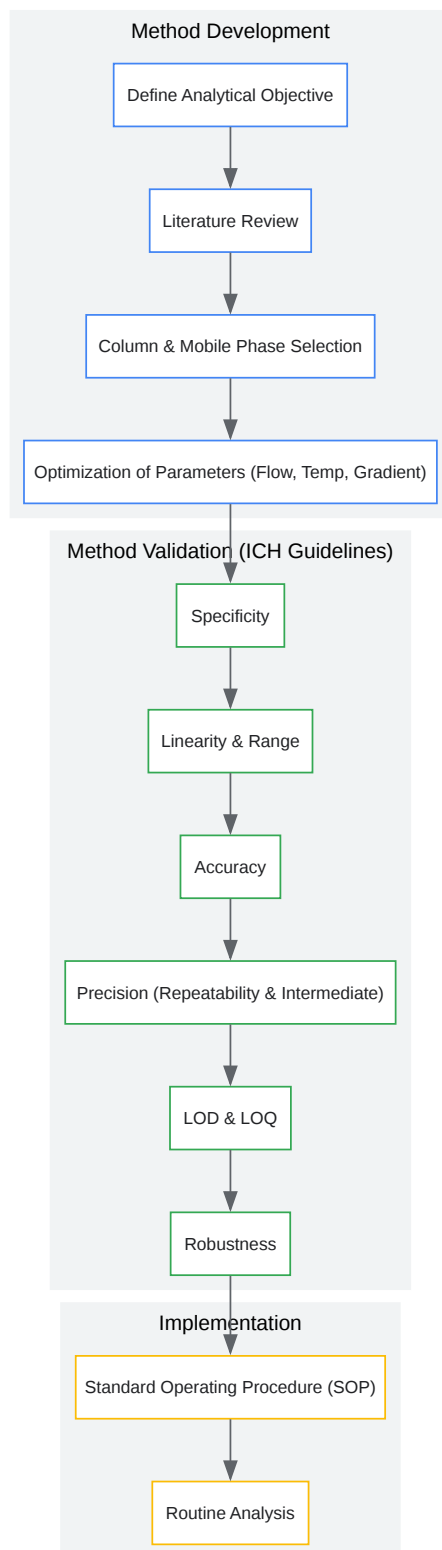 Method Development
Define Analytical Objective
Literature Review
Column & Mobile Phase Selection
Optimization of Parameters (Flow, Temp, Gradient)
Method Validation (ICH Guidelines)
Specificity
Linearity & Range
Accuracy
Precision (Repeatability & Intermediate)
LOD & LOQ
Robustness
Implementation
Standard Operating Procedure (SOP)
Routine Analysis